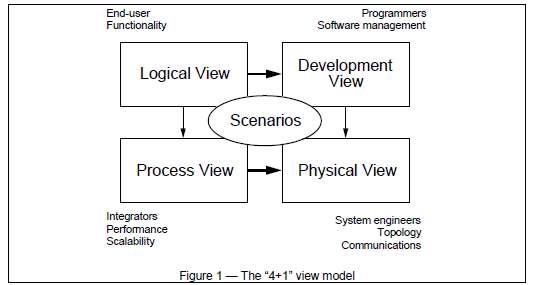 End-user
Functionality
Programmers
Software management
Logical View
Development
View
Scenarios
Process View
Physical View
Integrators
Performance
Scalability
System engineers
Topology
Communications
Figure 1 — The “4+1” view model